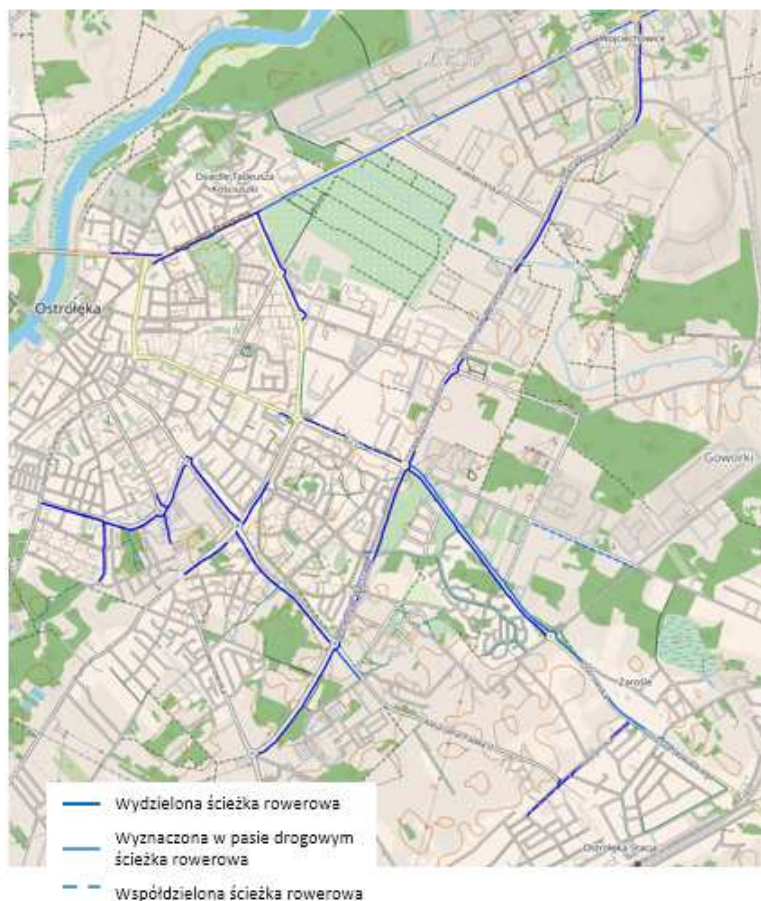 Wojciechowice
Osiedle Tadeusza
Kościuszki
Ostrołęka
Goworki
Zarośle
Ostrołęka Stacja
Wydzielona ścieżka rowerowa
Wyznaczona w pasie drogowym
ścieżka rowerowa
Współdzielona ścieżka rowerowa